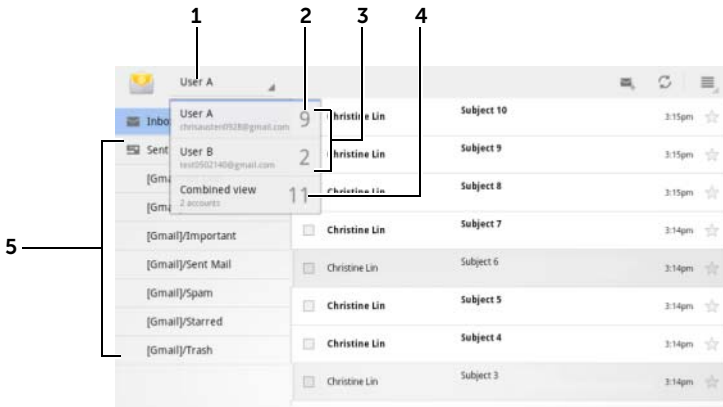 1 2 3 4
User A
Inbo
User A 9
chrisausten0928@gmail.com
hristine Lin Subject 10 3:15pm
Sent
User B 2
test0502140@gmail.com
hristine Lin Subject 9 3:15pm
[Gma
Combined view 11
2 accounts
Christine Lin Subject 8 3:15pm
[Gma
[Gmail]/Important
Christine Lin Subject 7 3:14pm
5
[Gmail]/Sent Mail
Christine Lin Subject 6 3:14pm
[Gmail]/Spam
Christine Lin Subject 5 3:14pm
[Gmail]/Starred
Christine Lin Subject 4 3:14pm
[Gmail]/Trash
Christine Lin Subject 3 3:14pm